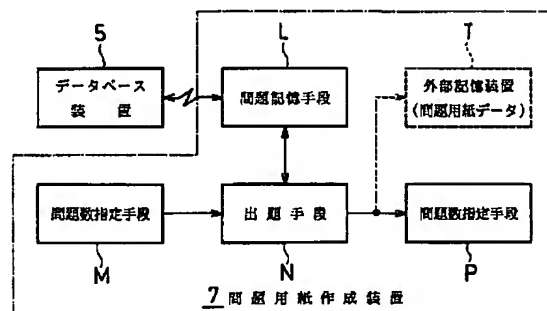 5
L
T
データベース
装 置
問題記憶手段
外部記憶装置
(問題用紙データ)
問題数指定手段
出 題 手 段
問題数指定手段
M
N
P
7 問 題 用 紙 作 成 装 置